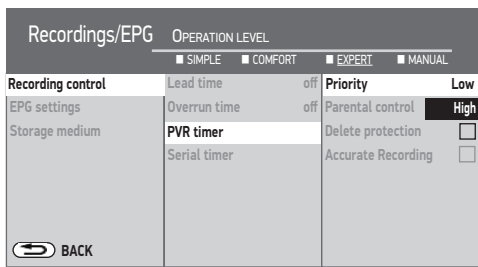 Recordings/EPG OPERATION LEVEL
SIMPLE COMFORT EXPERT MANUAL
Recording control Lead time off Priority Low
EPG settings Overrun time off Parental control High
Storage medium PVR timer Delete protection
Serial timer Accurate Recording
BACK